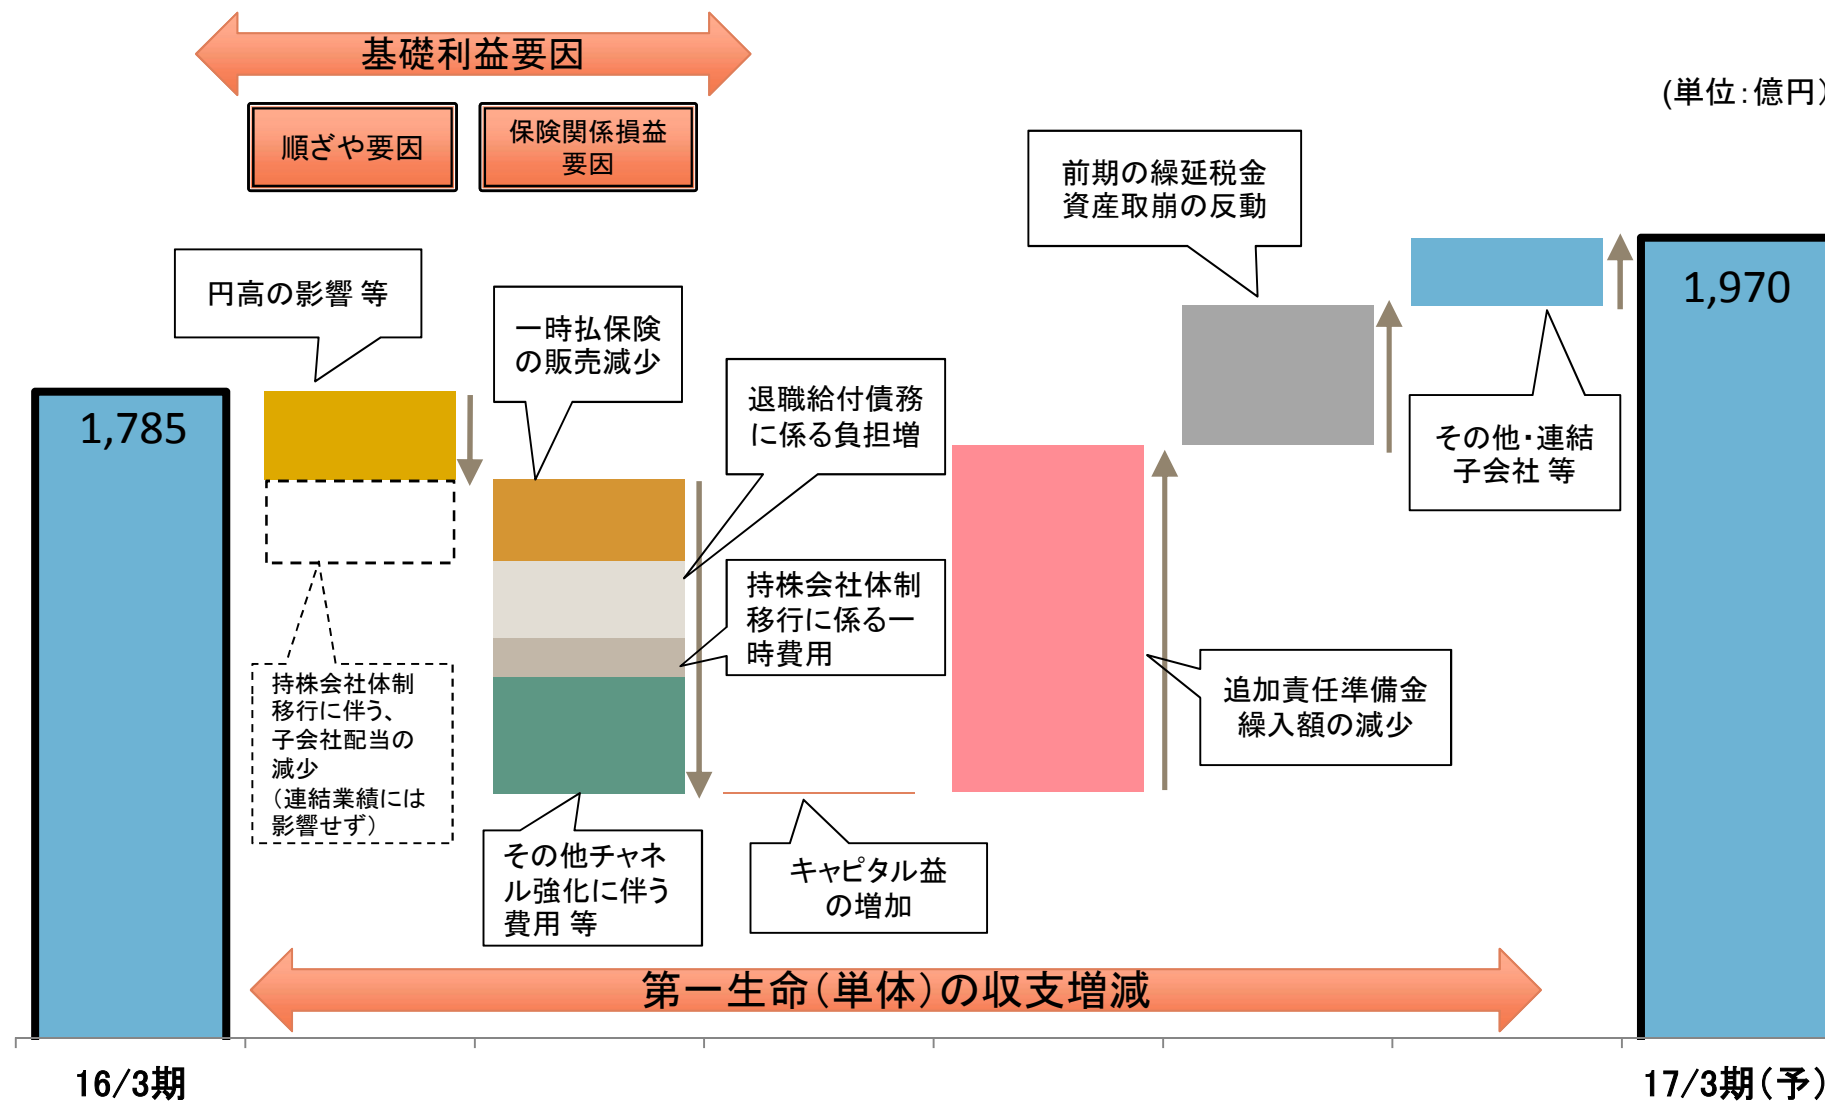 基礎利益要因
(単位：億円)
順ざや要因
保険関係損益
要因
前期の繰延税金
資産取崩の反動
円高の影響 等
一時払保険
の販売減少
1,970
1,785
退職給付債務
に係る負担増
その他・連結
子会社 等
持株会社体制
移行に係る一
時費用
持株会社体制
移行に伴う、
子会社配当の
減少
（連結業績には
影響せず）
追加責任準備金
繰入額の減少
その他チャネ
ル強化に伴う
費用 等
キャピタル益
の増加
第一生命（単体）の収支増減
16/3期
17/3期（予）